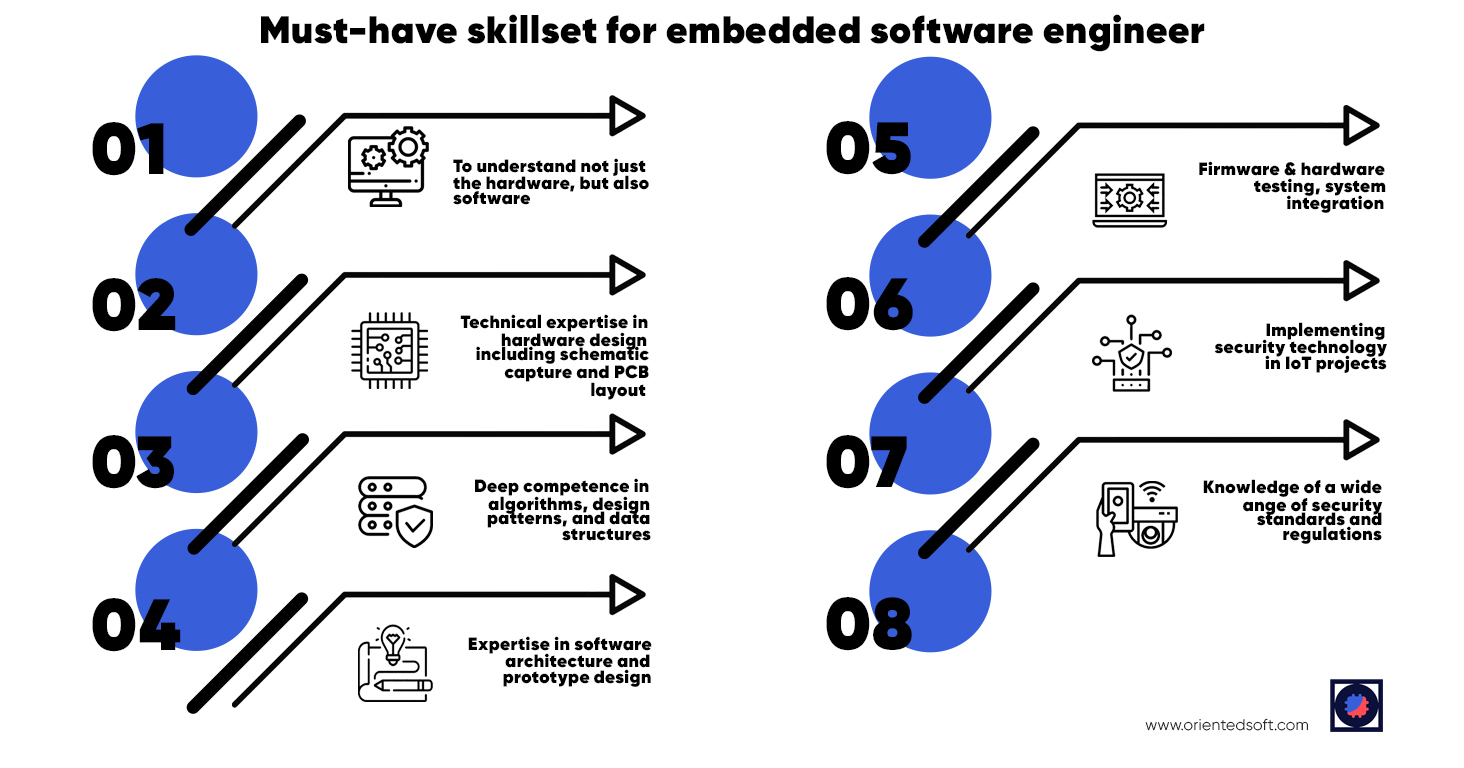 Must-have skillset for embedded software engineer
01
To understand not just
the hardware, but also
software
02
Technical expertise in
hardware design
including schematic
capture and PCB
layout
03
Deep competence in
algorithms, design
patterns, and data
structures
04
Expertise in software
architecture and
prototype design
05
Firmware & hardware
testing, system
integration
06
Implementing
security technology
in IoT projects
07
Knowledge of a wide
ange of security
standards and
regulations
08
www.orientedsoft.com